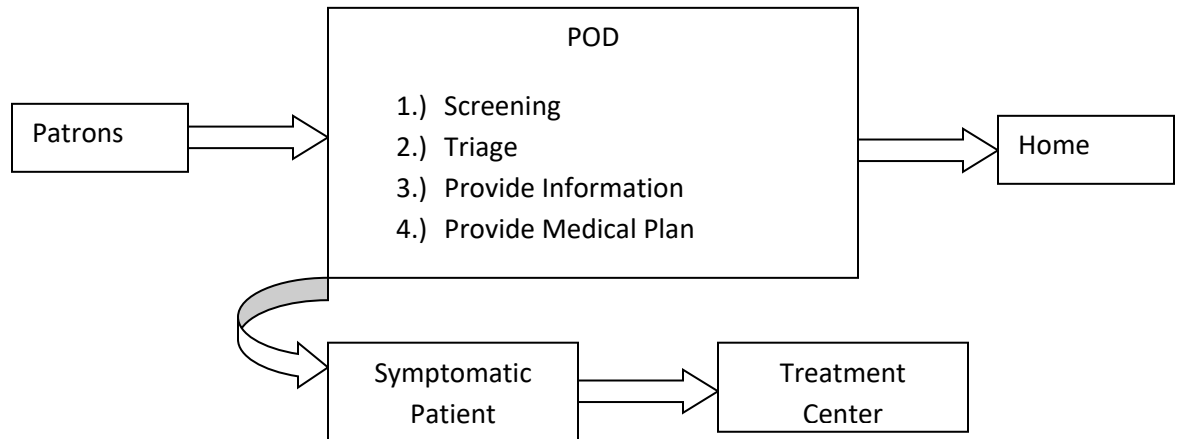 POD
Patrons
1.) Screening
2.) Triage
3.) Provide Information
4.) Provide Medical Plan
Home
Symptomatic
Patient
Treatment
Center